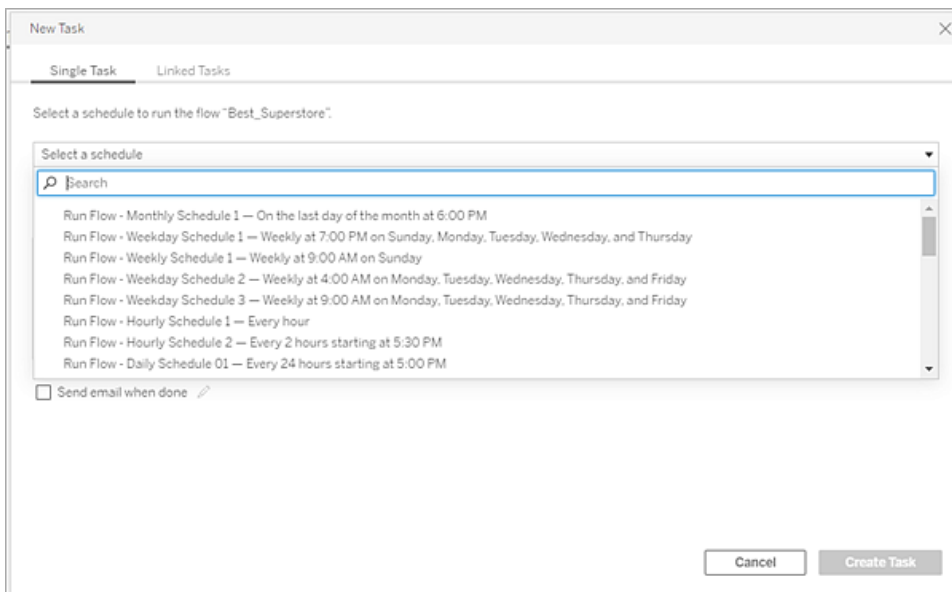 New Task
Single Task
Linked Tasks
Select a schedule to run the flow "Best_Superstore".
Select a schedule
Search
Run Flow - Monthly Schedule 1 — On the last day of the month at 6:00 PM
Run Flow - Weekday Schedule 1 — Weekly at 7:00 PM on Sunday, Monday, Tuesday, Wednesday, and Thursday
Run Flow - Weekly Schedule 1 — Weekly at 9:00 AM on Sunday
Run Flow - Weekday Schedule 2 — Weekly at 4:00 AM on Monday, Tuesday, Wednesday, Thursday, and Friday
Run Flow - Weekday Schedule 3 — Weekly at 9:00 AM on Monday, Tuesday, Wednesday, Thursday, and Friday
Run Flow - Hourly Schedule 1 — Every hour
Run Flow - Hourly Schedule 2 — Every 2 hours starting at 5:30 PM
Run Flow - Daily Schedule 01 — Every 24 hours starting at 5:00 PM
Send email when done
Cancel
Create Task